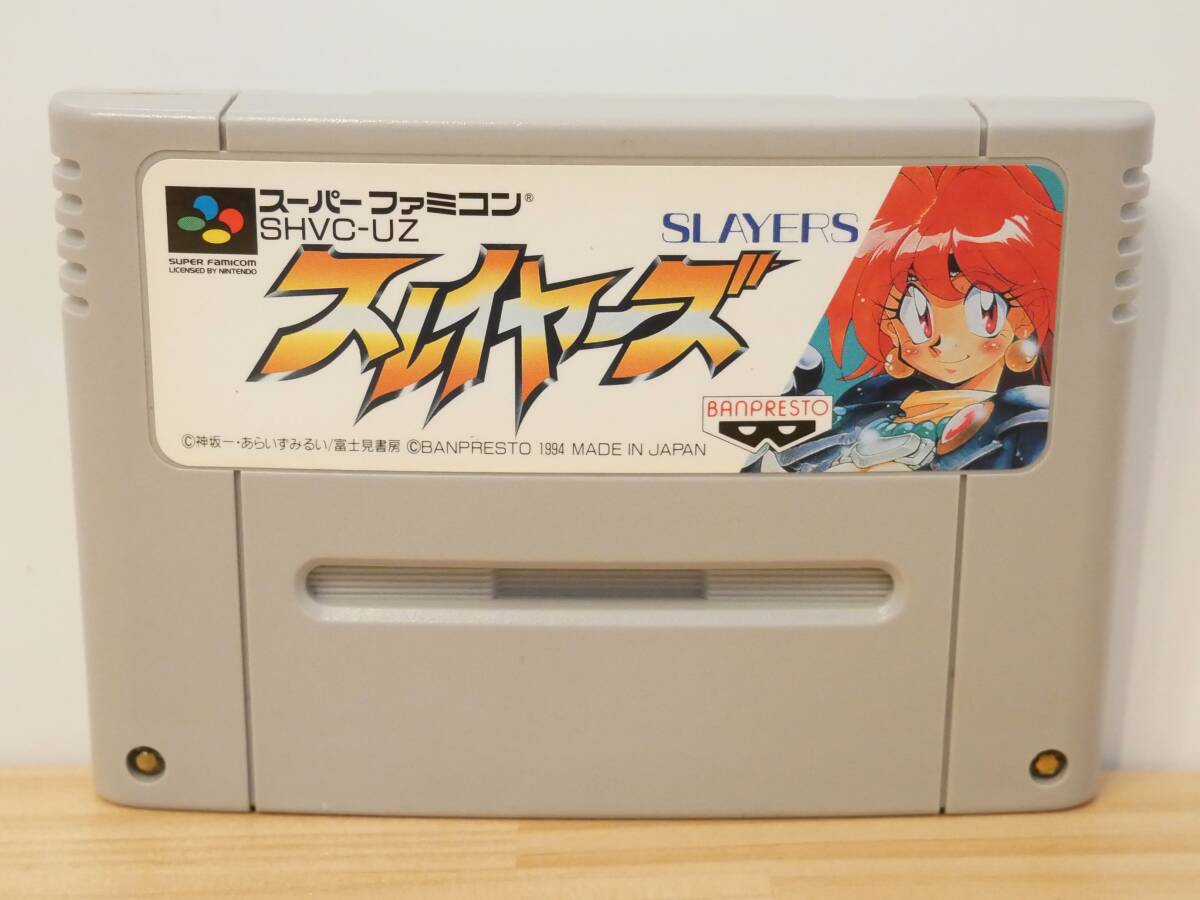 スーパーファミコン®
SHVC-UZ
SUPER FAMICOM
LICENSED BY NINTENDO
SLAYERS
スレイヤーズ
BANPRESTO
©神坂一・あらいずみるい/富士見書房 ©BANPRESTO 1994 MADE IN JAPAN